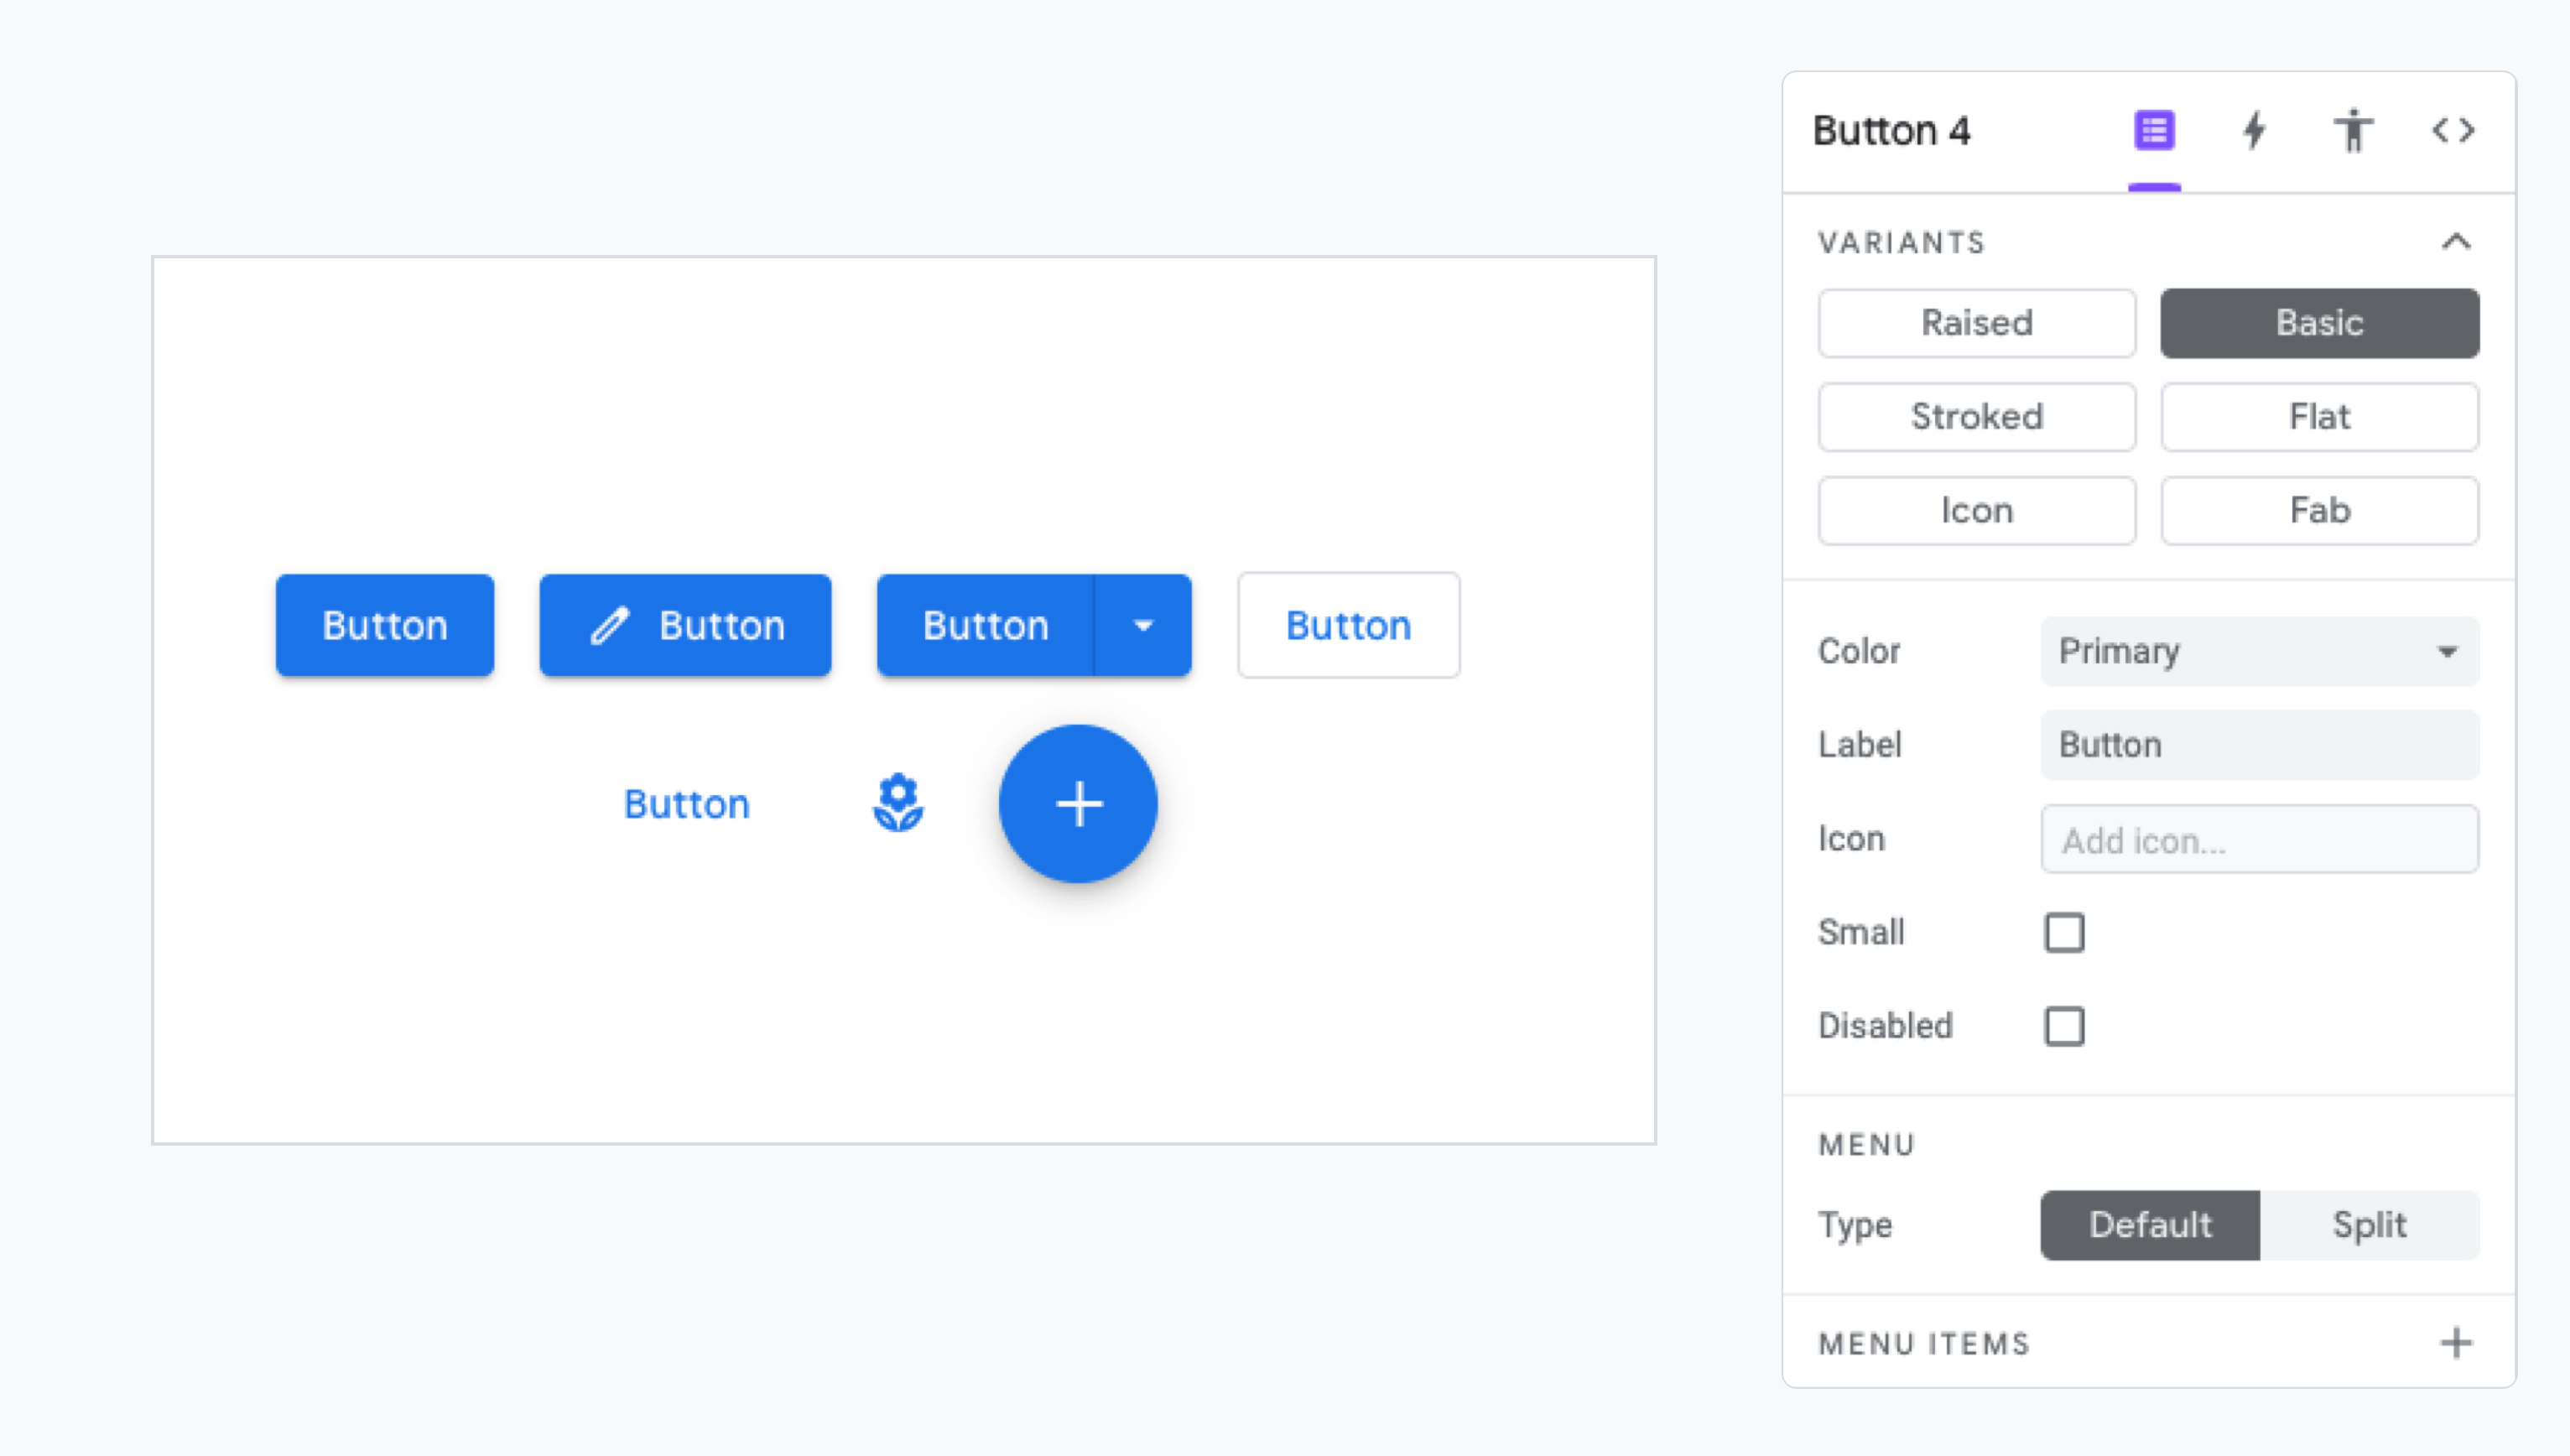 Button Button Button Button
Button
Button 4
VARIANTS
Raised Basic
Stroked Flat
Icon Fab
Color Primary
Label Button
Icon Add icon...
Small
Disabled
MENU
Type Default Split
MENU ITEMS